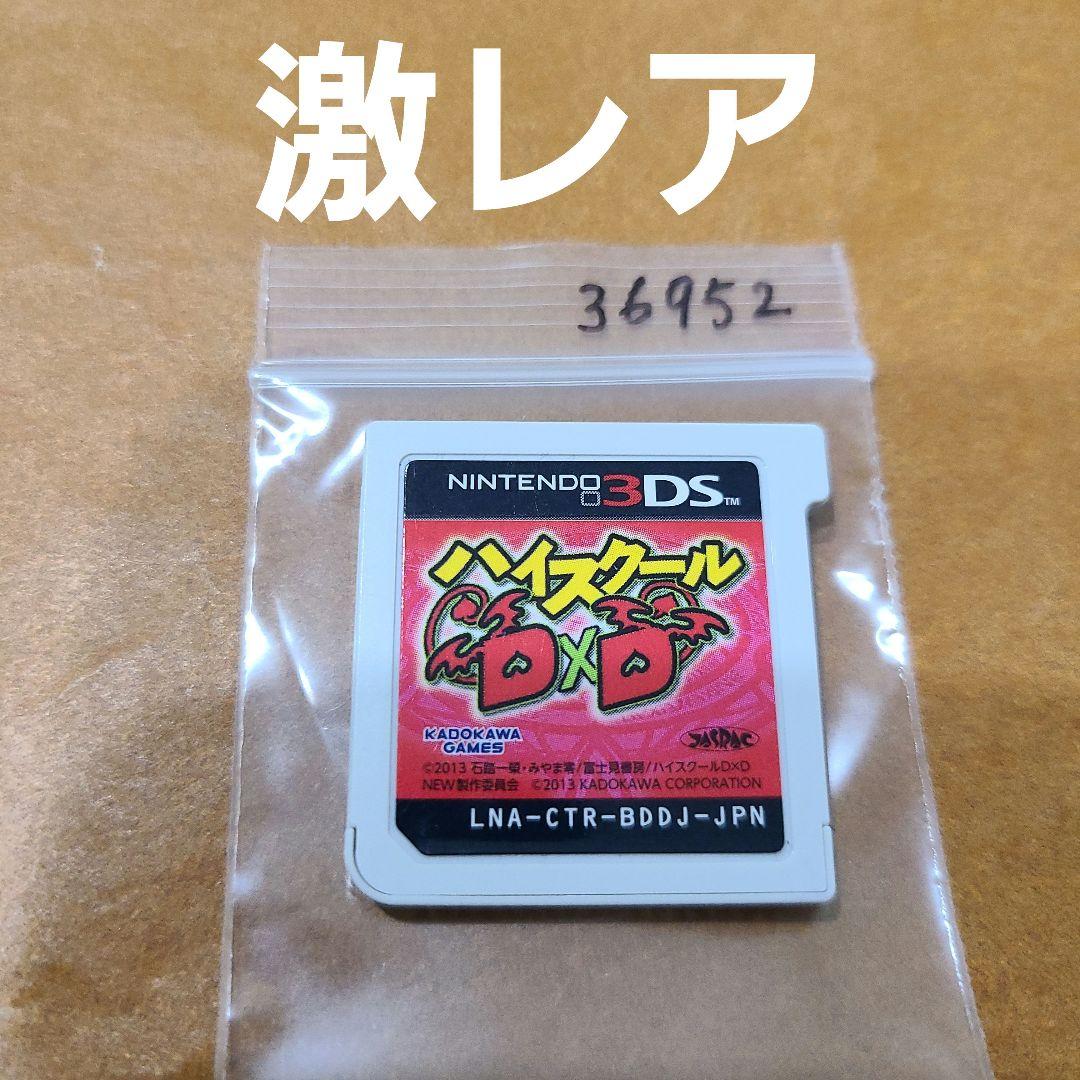 激レア
36952
NINTENDO 3DS™
ハイスクール
D×D
KADOKAWA
GAMES
JASRAC
©2013 石踏一榮・みやま零/富士見書房/ハイスクールD×D
NEW製作委員会 ©2013 KADOKAWA CORPORATION
LNA-CTR-BDDJ-JPN